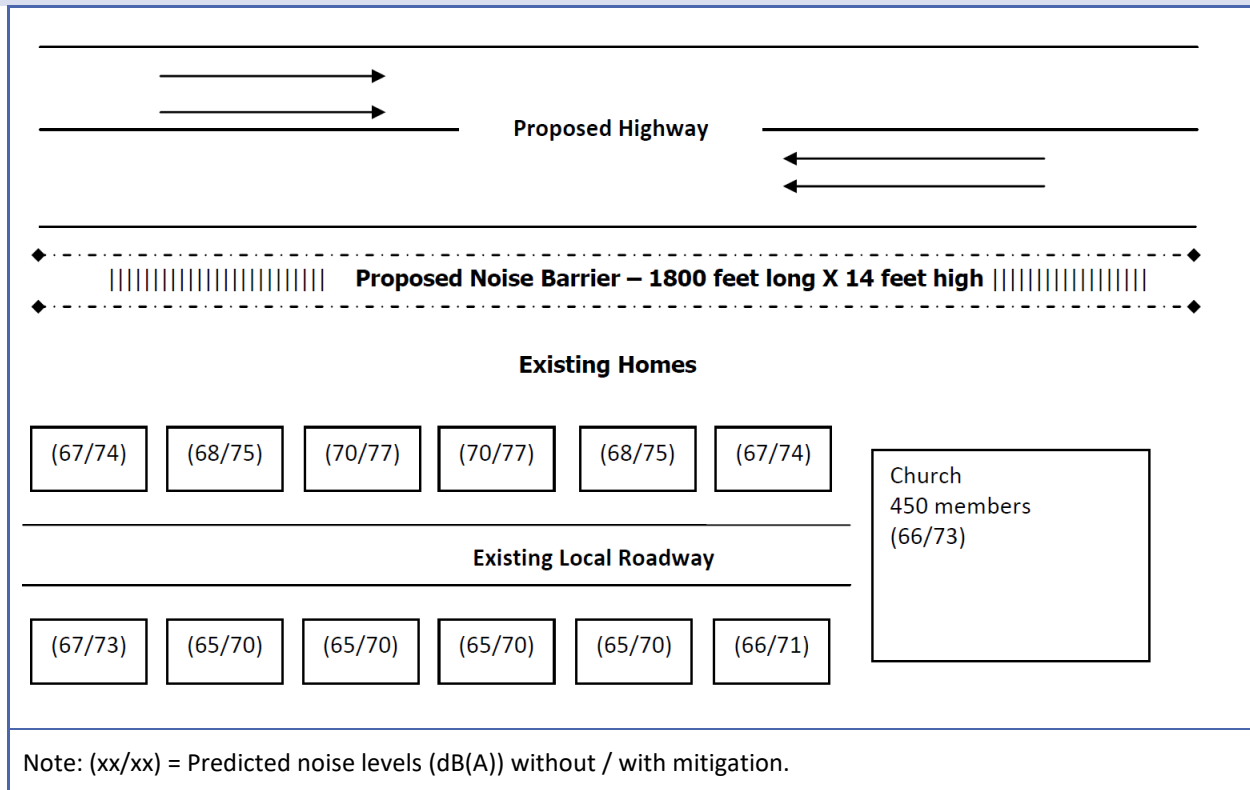 Proposed Highway
Proposed Noise Barrier – 1800 feet long X 14 feet high
Existing Homes
(67/74) (68/75) (70/77) (70/77) (68/75) (67/74)
Church
450 members
(66/73)
Existing Local Roadway
(67/73) (65/70) (65/70) (65/70) (65/70) (66/71)
Note: (xx/xx) = Predicted noise levels (dB(A)) without / with mitigation.